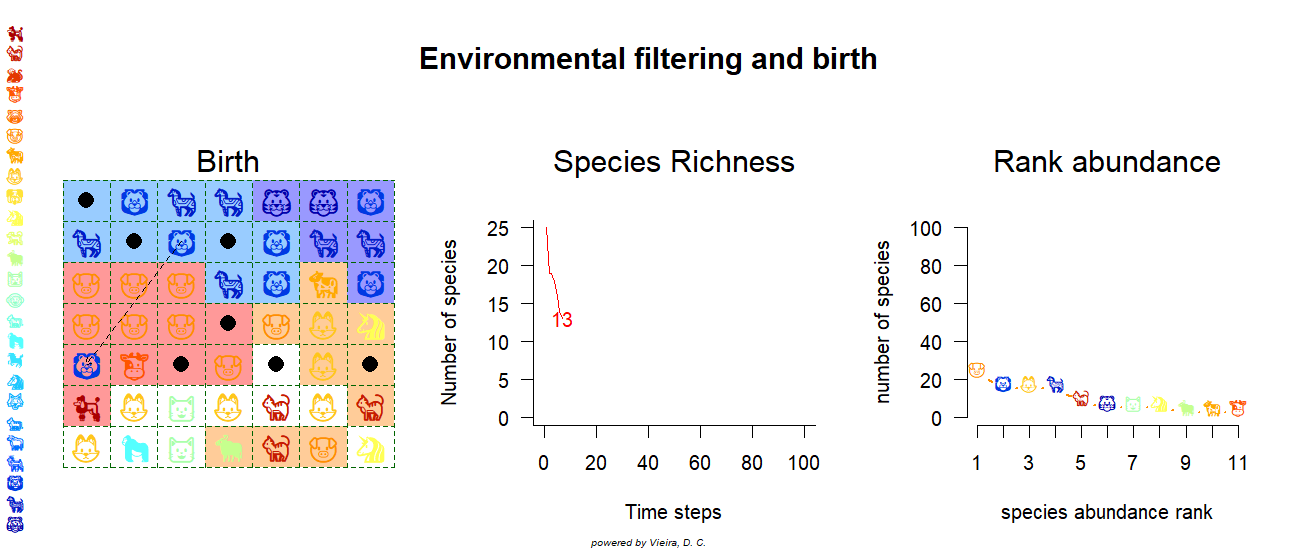 Environmental filtering and birth
Birth
Species Richness
Rank abundance
Number of species
25
20
15
10
5
0
13
0 20 40 60 80 100
Time steps
number of species
100
80
60
40
20
0
1 3 5 7 9 11
species abundance rank
powered by Vieira, D. C.